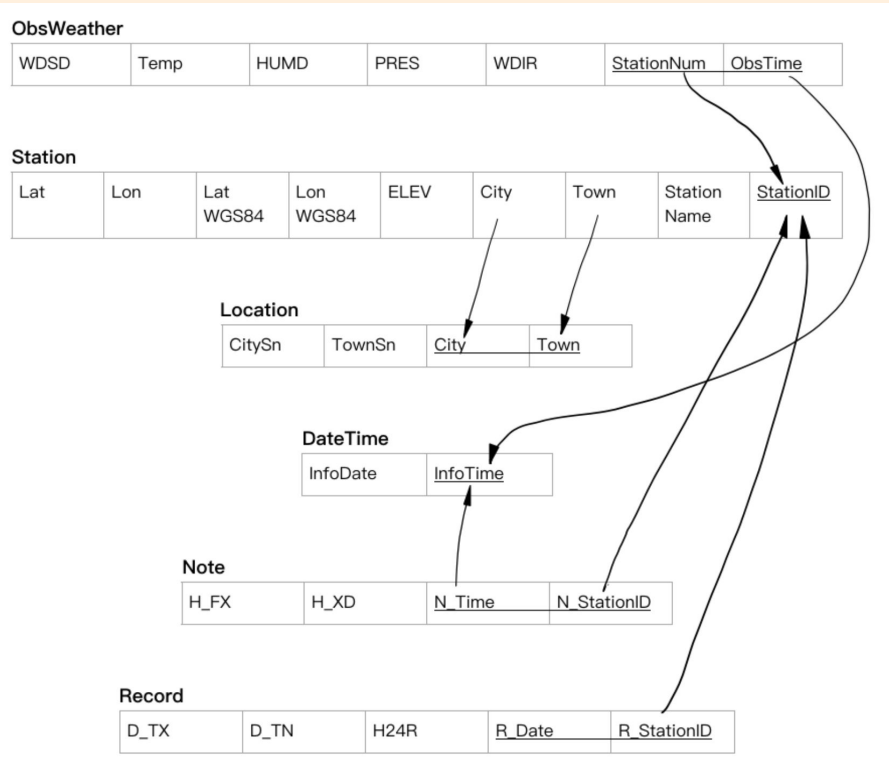 ObsWeather
WDSD Temp HUMD PRES WDIR StationNum ObsTime
Station
Lat Lon Lat WGS84 Lon WGS84 ELEV City Town Station Name StationID
Location
CitySn TownSn City Town
DateTime
InfoDate InfoTime
Note
H_FX H_XD N_Time N_StationID
Record
D_TX D_TN H24R R_Date R_StationID